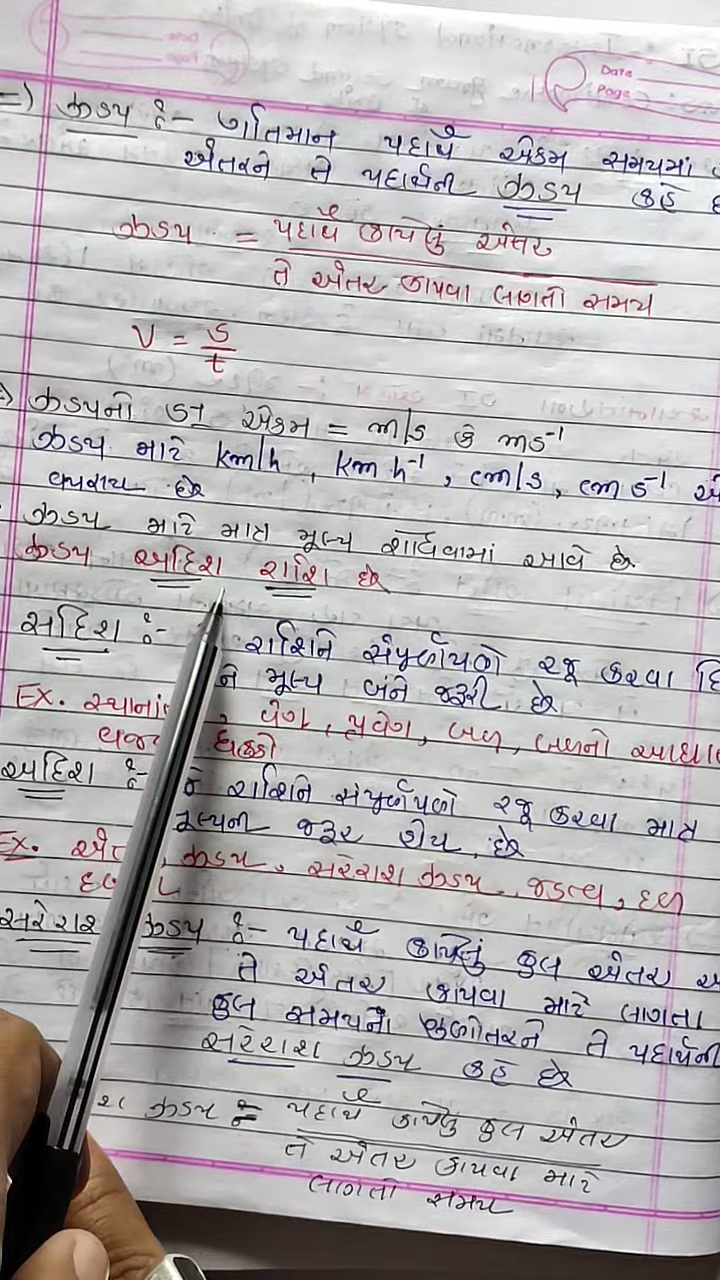 Date
Page
=) ઝડપ :- ગતિમાન પદાર્થે એકમ સમયમાં
અંતરને તે પદાર્થની ઝડપ કહે છે
ઝડપ = પદાર્થે કાપેલું અંતર
તે અંતર કાપવા લાગતો સમય
V = s
t
ઝડપનો SI એકમ = m/s કે ms⁻¹
ઝડપ માટે km/h, km h⁻¹, cm/s, cm s⁻¹
વપરાય છે
ઝડપ માટે માત્ર મૂલ્ય શોધવામાં આવે છે
ઝડપ અદિશ રાશિ છે
સદિશ :- રાશિને સંપૂર્ણપણે રજૂ કરવા
મૂલ્ય બંને જરૂરી છે
Ex. વેગ, પ્રવેગ, બળ, બળનો
ધક્કો
અદિશ :- જે રાશિને સંપૂર્ણપણે રજૂ કરવા માત્ર
મૂલ્યની જરૂર હોય છે
Ex. ઝડપ, સરેરાશ ઝડપ, જડત્વ, દળ
સરેરાશ ઝડપ :- પદાર્થે કાપેલું કુલ અંતર
તે અંતર કાપવા માટે લાગતા
કુલ સમયના ગુણોતરને તે પદાર્થની
સરેરાશ ઝડપ કહે છે
ઝડપ = પદાર્થે કાપેલું કુલ અંતર
તે અંતર કાપવા માટે
લાગતો સમય